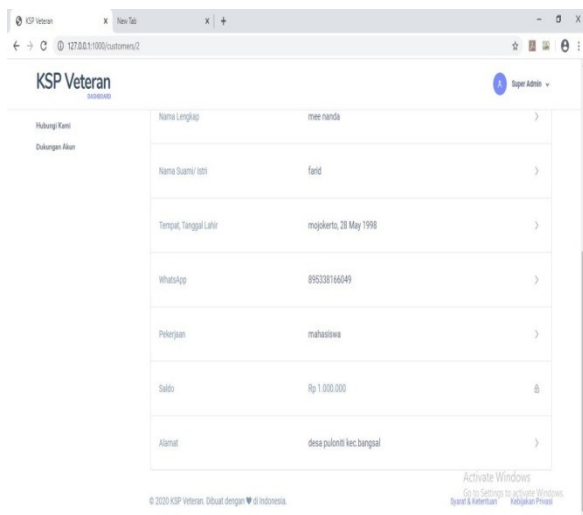 KSP Veteran
New Tab
127.0.0.1:1000/customers/2
KSP Veteran
DASHBOARD
A
Super Admin
Hubungi Kami
Dukungan Akun
Nama Lengkap mee nanda
Nama Suami/ Istri farid
Tempat, Tanggal Lahir mojokerto, 28 May 1998
WhatsApp 895338166049
Pekerjaan mahasiswa
Saldo Rp 1.000.000
Alamat desa puloniti kec.bangsal
Activate Windows
Go to Settings to activate Windows.
© 2020 KSP Veteran. Dibuat dengan ♥ di Indonesia.
Syarat & Ketentuan Kebijakan Privasi